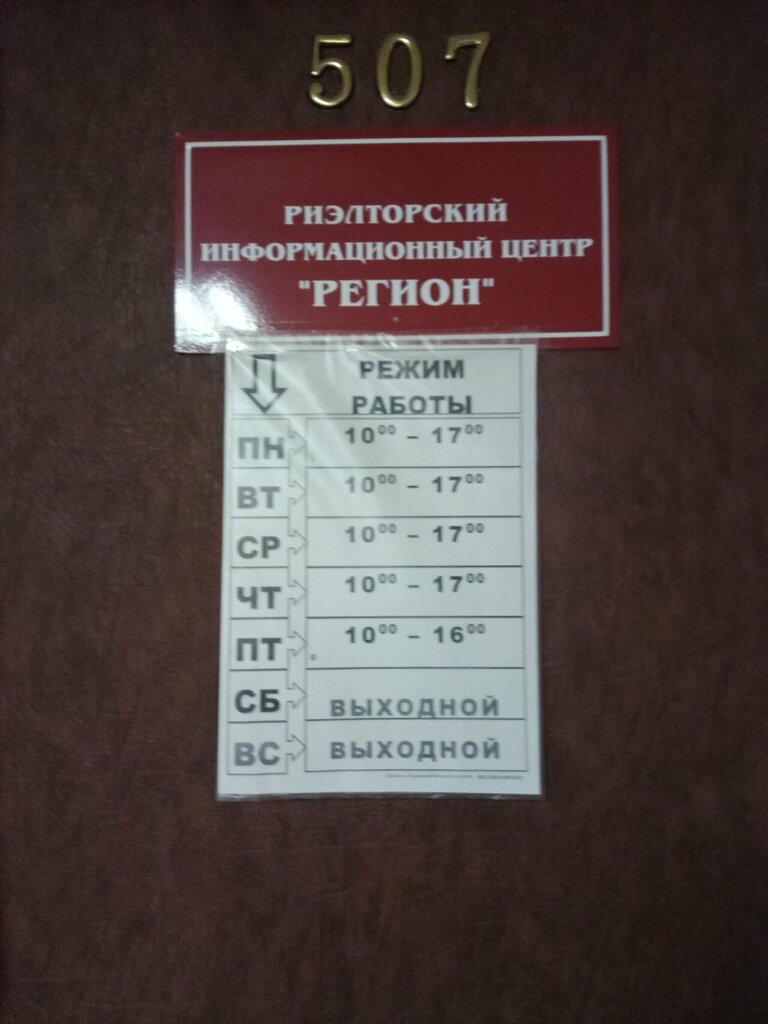 507
РИЭЛТОРСКИЙ
ИНФОРМАЦИОННЫЙ ЦЕНТР
"РЕГИОН"
РЕЖИМ
РАБОТЫ
ПН 10⁰⁰ – 17⁰⁰
ВТ 10⁰⁰ – 17⁰⁰
СР 10⁰⁰ – 17⁰⁰
ЧТ 10⁰⁰ – 17⁰⁰
ПТ 10⁰⁰ – 16⁰⁰
СБ ВЫХОДНОЙ
ВС ВЫХОДНОЙ